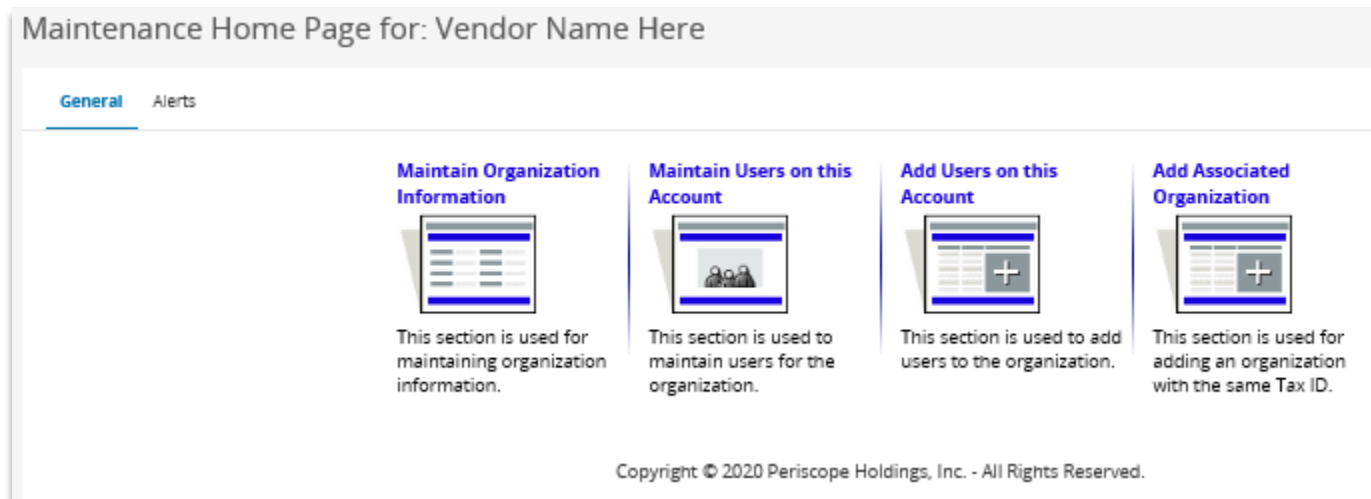 Maintenance Home Page for: Vendor Name Here
General Alerts
Maintain Organization
Information
This section is used for
maintaining organization
information.
Maintain Users on this
Account
This section is used to
maintain users for the
organization.
Add Users on this
Account
This section is used to add
users to the organization.
Add Associated
Organization
This section is used for
adding an organization
with the same Tax ID.
Copyright © 2020 Periscope Holdings, Inc. - All Rights Reserved.